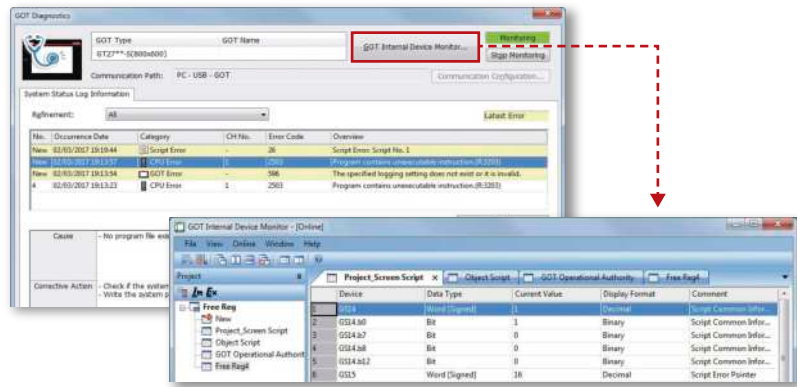 GOT Diagnostics
GOT Type GOT Name
GT27**-S(800x600)
GOT Internal Device Monitor...
Monitoring
Stop Monitoring
Communication Path: PC - USB - GOT
Communication Configuration...
System Status Log Information
Refinement: All
Latest Error
No. Occurrence Date Category CH No. Error Code Overview
New 02/03/2017 19:19:44 Script Error - 26 Script Error: Script No. 1
New 02/03/2017 19:13:57 CPU Error 1 2503 Program contains unexecutable instruction.(R:3203)
New 02/03/2017 19:13:54 GOT Error - 596 The specified logging setting does not exist or it is invalid.
4 02/03/2017 19:13:23 CPU Error 1 2503 Program contains unexecutable instruction.(R:3203)
Cause - No program file
Corrective Action - Check if the system
- Write the system
GOT Internal Device Monitor - [Online]
File View Online Window Help
Project
Project_Screen Script Object Script GOT Operational Authority Free Reg4
Free Reg
New
Project_Screen Script
Object Script
GOT Operational Authorit
Free Reg4
Device Data Type Current Value Display Format Comment
1 GS14 Word [Signed] 1 Decimal Script Common Infor...
2 GS14.b0 Bit 1 Binary Script Common Infor...
3 GS14.b7 Bit 0 Binary Script Common Infor...
4 GS14.b8 Bit 0 Binary Script Common Infor...
5 GS14.b12 Bit 0 Binary Script Common Infor...
6 GS15 Word [Signed] 16 Decimal Script Error Pointer